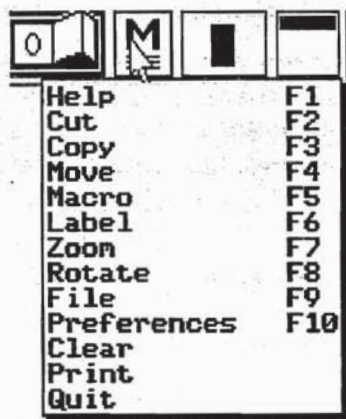 0 M
Help F1
Cut F2
Copy F3
Move F4
Macro F5
Label F6
Zoom F7
Rotate F8
File F9
Preferences F10
Clear
Print
Quit